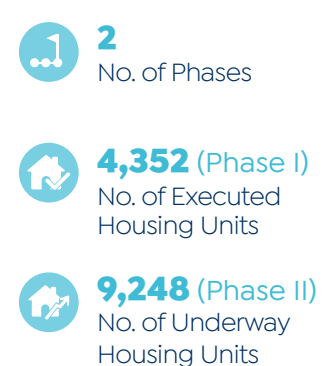 2
No. of Phases
4,352 (Phase I)
No. of Executed
Housing Units
9,248 (Phase II)
No. of Underway
Housing Units